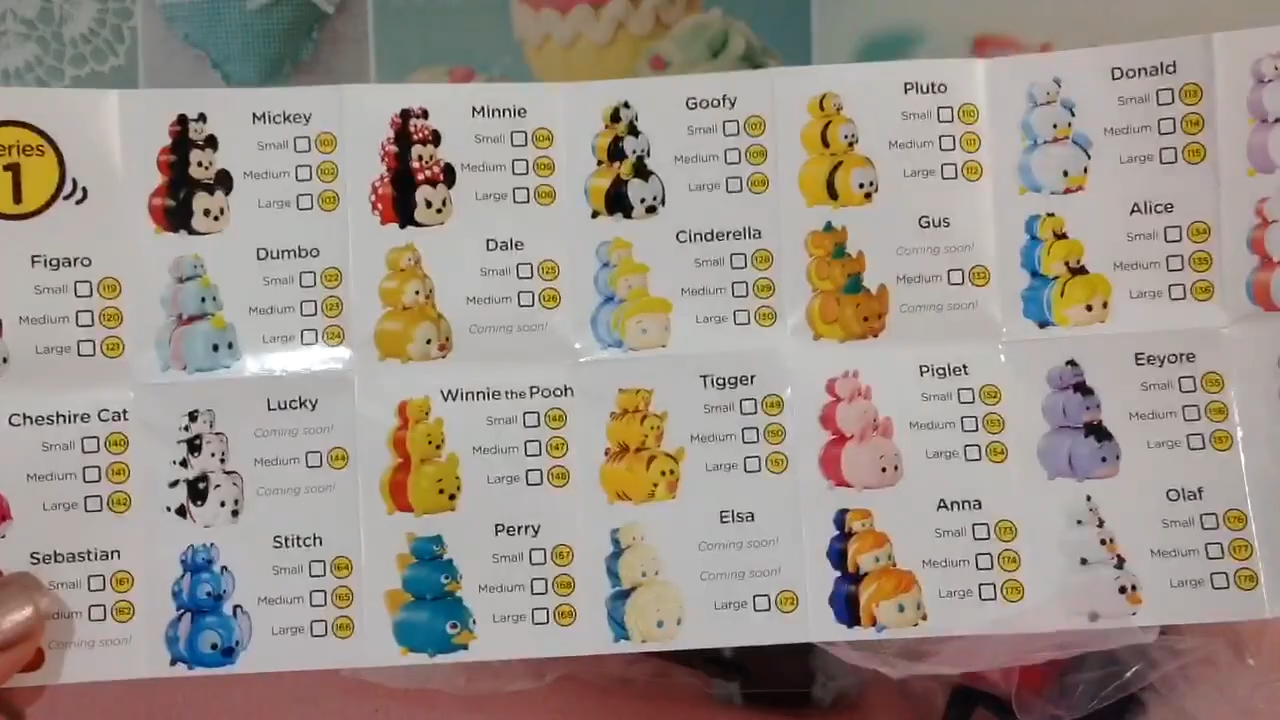 eries
1
Mickey
Small 101
Medium 102
Large 103
Minnie
Small 104
Medium 105
Large 106
Goofy
Small 107
Medium 108
Large 109
Pluto
Small 110
Medium 111
Large 112
Donald
Small 113
Medium 114
Large 115
Figaro
Small 119
Medium 120
Large 121
Dumbo
Small 122
Medium 123
Large 124
Dale
Small 125
Medium 126
Coming soon!
Cinderella
Small 128
Medium 129
Large 130
Gus
Coming soon!
Medium 132
Coming soon!
Alice
Small 134
Medium 135
Large 136
Cheshire Cat
Small 140
Medium 141
Large 142
Lucky
Coming soon!
Medium 144
Coming soon!
Winnie the Pooh
Small 146
Medium 147
Large 148
Tigger
Small 149
Medium 150
Large 151
Piglet
Small 152
Medium 153
Large 154
Eeyore
Small 155
Medium 156
Large 157
Sebastian
Small 161
dium 162
Coming soon!
Stitch
Small 164
Medium 165
Large 166
Perry
Small 167
Medium 168
Large 169
Elsa
Coming soon!
Coming soon!
Large 172
Anna
Small 173
Medium 174
Large 175
Olaf
Small 176
Medium 177
Large 178